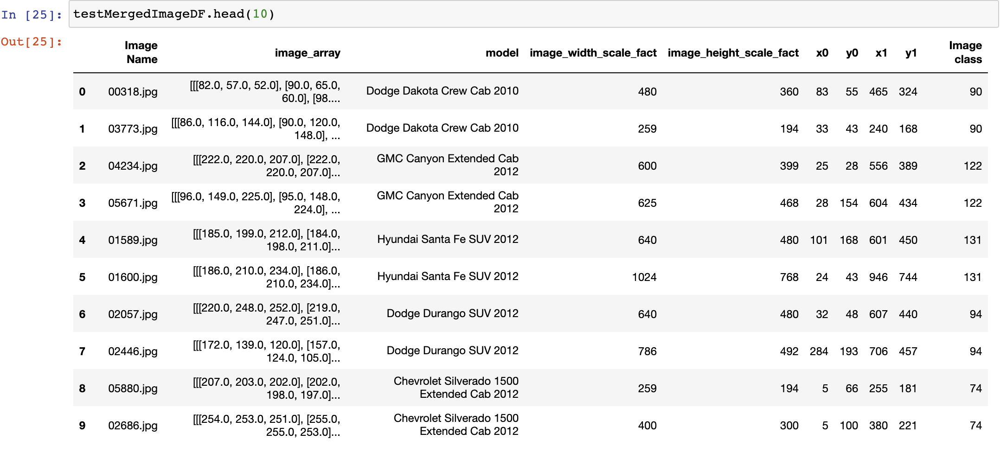 In [25]: testMergedImageDF.head(10)
Out[25]:
Image Name image_array model image_width_scale_fact image_height_scale_fact x0 y0 x1 y1 Image class
0 00318.jpg [[[82.0, 57.0, 52.0], [90.0, 65.0, 60.0], [98.... Dodge Dakota Crew Cab 2010 480 360 83 55 465 324 90
1 03773.jpg [[[86.0, 116.0, 144.0], [90.0, 120.0, 148.0], ... Dodge Dakota Crew Cab 2010 259 194 33 43 240 168 90
2 04234.jpg [[[222.0, 220.0, 207.0], [222.0, 220.0, 207.0]... GMC Canyon Extended Cab 2012 600 399 25 28 556 389 122
3 05671.jpg [[[96.0, 149.0, 225.0], [95.0, 148.0, 224.0], ... GMC Canyon Extended Cab 2012 625 468 28 154 604 434 122
4 01589.jpg [[[185.0, 199.0, 212.0], [184.0, 198.0, 211.0]... Hyundai Santa Fe SUV 2012 640 480 101 168 601 450 131
5 01600.jpg [[[186.0, 210.0, 234.0], [186.0, 210.0, 234.0]... Hyundai Santa Fe SUV 2012 1024 768 24 43 946 744 131
6 02057.jpg [[[220.0, 248.0, 252.0], [219.0, 247.0, 251.0]... Dodge Durango SUV 2012 640 480 32 48 607 440 94
7 02446.jpg [[[172.0, 139.0, 120.0], [157.0, 124.0, 105.0]... Dodge Durango SUV 2012 786 492 284 193 706 457 94
8 05880.jpg [[[207.0, 203.0, 202.0], [202.0, 198.0, 197.0]... Chevrolet Silverado 1500 Extended Cab 2012 259 194 5 66 255 181 74
9 02686.jpg [[[254.0, 253.0, 251.0], [255.0, 255.0, 253.0]... Chevrolet Silverado 1500 Extended Cab 2012 400 300 5 100 380 221 74